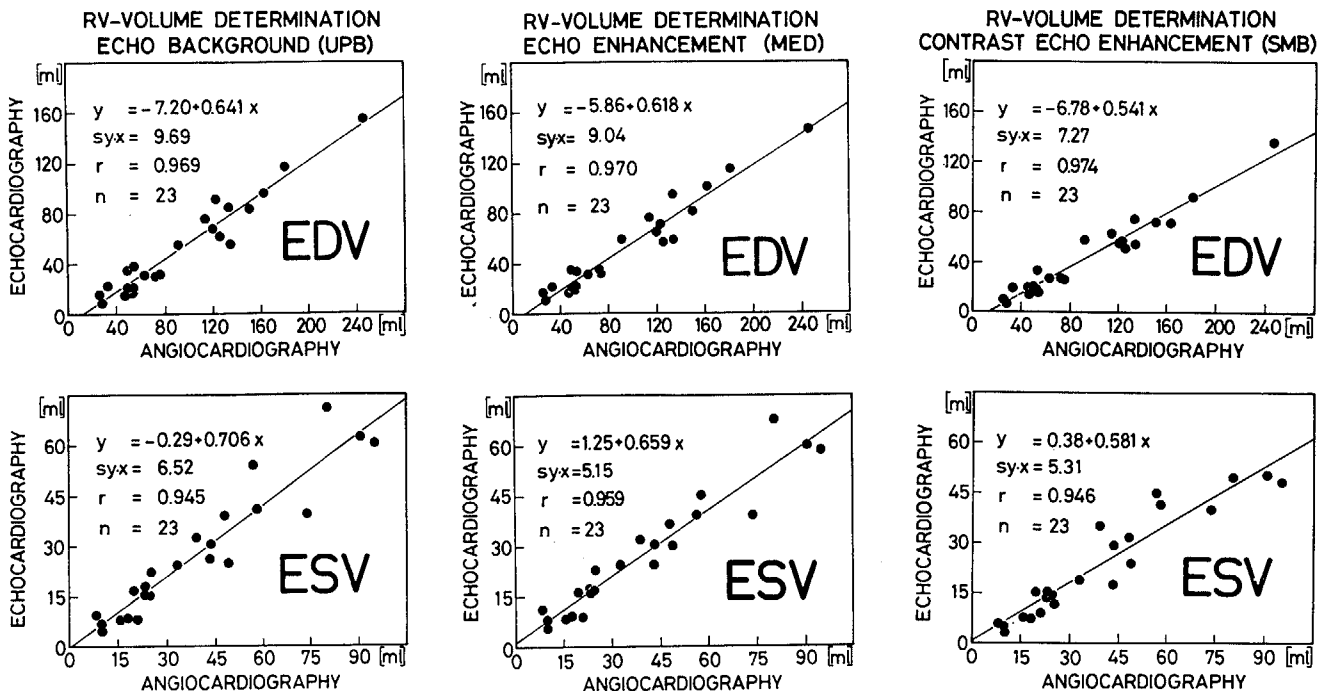 RV-VOLUME DETERMINATION
ECHO BACKGROUND (UPB)
[ml]
ECHOCARDIOGRAPHY
160
120
80
40
0
y = -7.20+0.641 x
sy·x = 9.69
r = 0.969
n = 23
EDV
0 40 80 120 160 200 240 [ml]
ANGIOCARDIOGRAPHY
RV-VOLUME DETERMINATION
ECHO ENHANCEMENT (MED)
[ml]
ECHOCARDIOGRAPHY
160
120
80
40
0
y = -5.86+0.618 x
sy·x = 9.04
r = 0.970
n = 23
EDV
0 40 80 120 160 200 240 [ml]
ANGIOCARDIOGRAPHY
RV-VOLUME DETERMINATION
CONTRAST ECHO ENHANCEMENT (SMB)
[ml]
ECHOCARDIOGRAPHY
160
120
80
40
0
y = -6.78+0.541 x
sy·x = 7.27
r = 0.974
n = 23
EDV
0 40 80 120 160 200 240 [ml]
ANGIOCARDIOGRAPHY
[ml]
ECHOCARDIOGRAPHY
60
45
30
15
0
y = -0.29+0.706 x
sy·x = 6.52
r = 0.945
n = 23
ESV
0 15 30 45 60 75 90 [ml]
ANGIOCARDIOGRAPHY
[ml]
ECHOCARDIOGRAPHY
60
45
30
15
0
y = 1.25+0.659 x
sy·x = 5.15
r = 0.959
n = 23
ESV
0 15 30 45 60 75 90 [ml]
ANGIOCARDIOGRAPHY
[ml]
ECHOCARDIOGRAPHY
60
45
30
15
0
y = 0.38+0.581 x
sy·x = 5.31
r = 0.946
n = 23
ESV
0 15 30 45 60 75 90 [ml]
ANGIOCARDIOGRAPHY